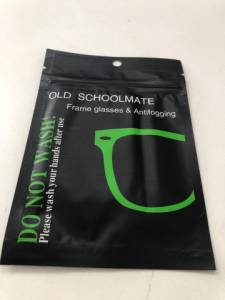 OLD SCHOOLMATE
Frame glasses & Antifogging
DO NOT WASH!
Please wash your hands after use